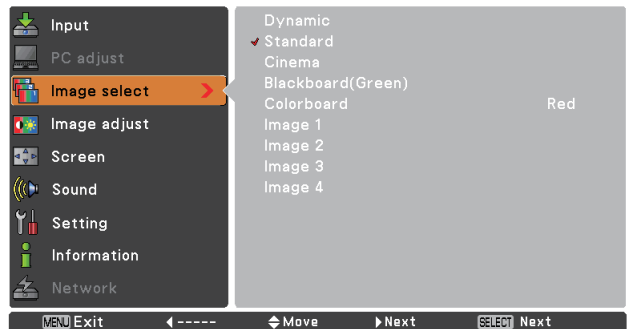 Input
PC adjust
Image select
Image adjust
Screen
Sound
Setting
Information
Network
Dynamic
Standard
Cinema
Blackboard(Green)
Colorboard Red
Image 1
Image 2
Image 3
Image 4
MENU Exit ----- Move Next SELECT Next